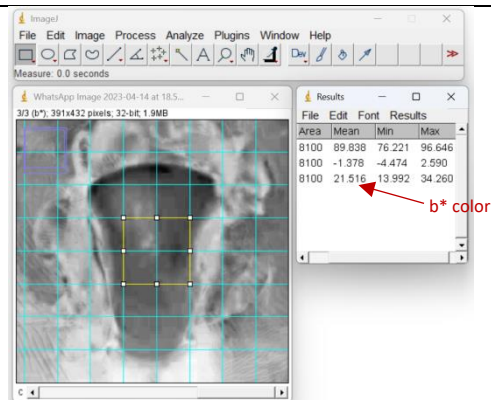 ImageJ
File Edit Image Process Analyze Plugins Window Help
Dev
Measure: 0.0 seconds
WhatsApp Image 2023-04-14 at 18.5...
3/3 (b*); 391x432 pixels; 32-bit; 1.9MB
Results
File Edit Font Results
Area Mean Min Max
8100 89.838 76.221 96.646
8100 -1.378 -4.474 2.590
8100 21.516 13.992 34.260
b* color
c